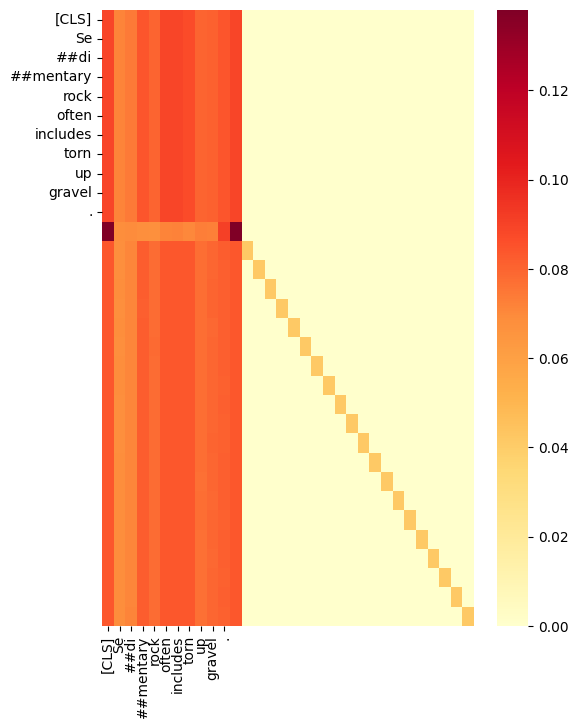 [CLS]
Se
##di
##mentary
rock
often
includes
torn
up
gravel
.
0.12
0.10
0.08
0.06
0.04
0.02
0.00
[CLS]
Se
##di
##mentary
rock
often
includes
torn
up
gravel
.